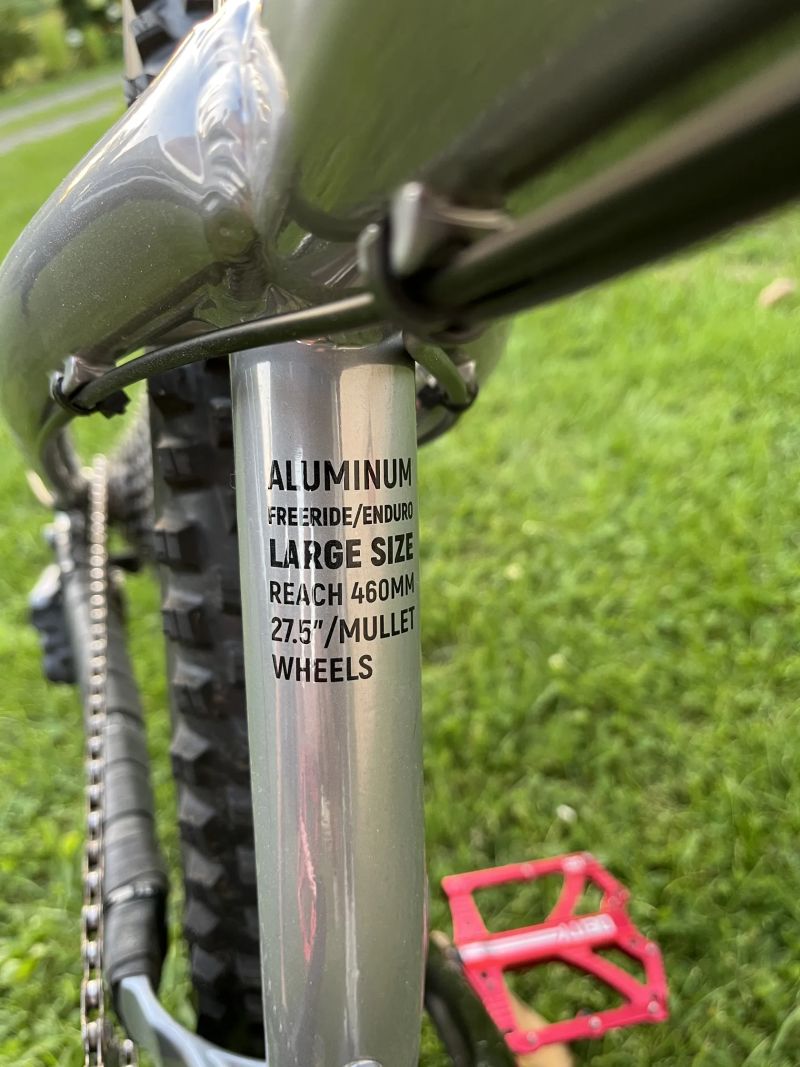 ALUMINUM
FREERIDE/ENDURO
LARGE SIZE
REACH 460MM
27.5"/MULLET
WHEELS